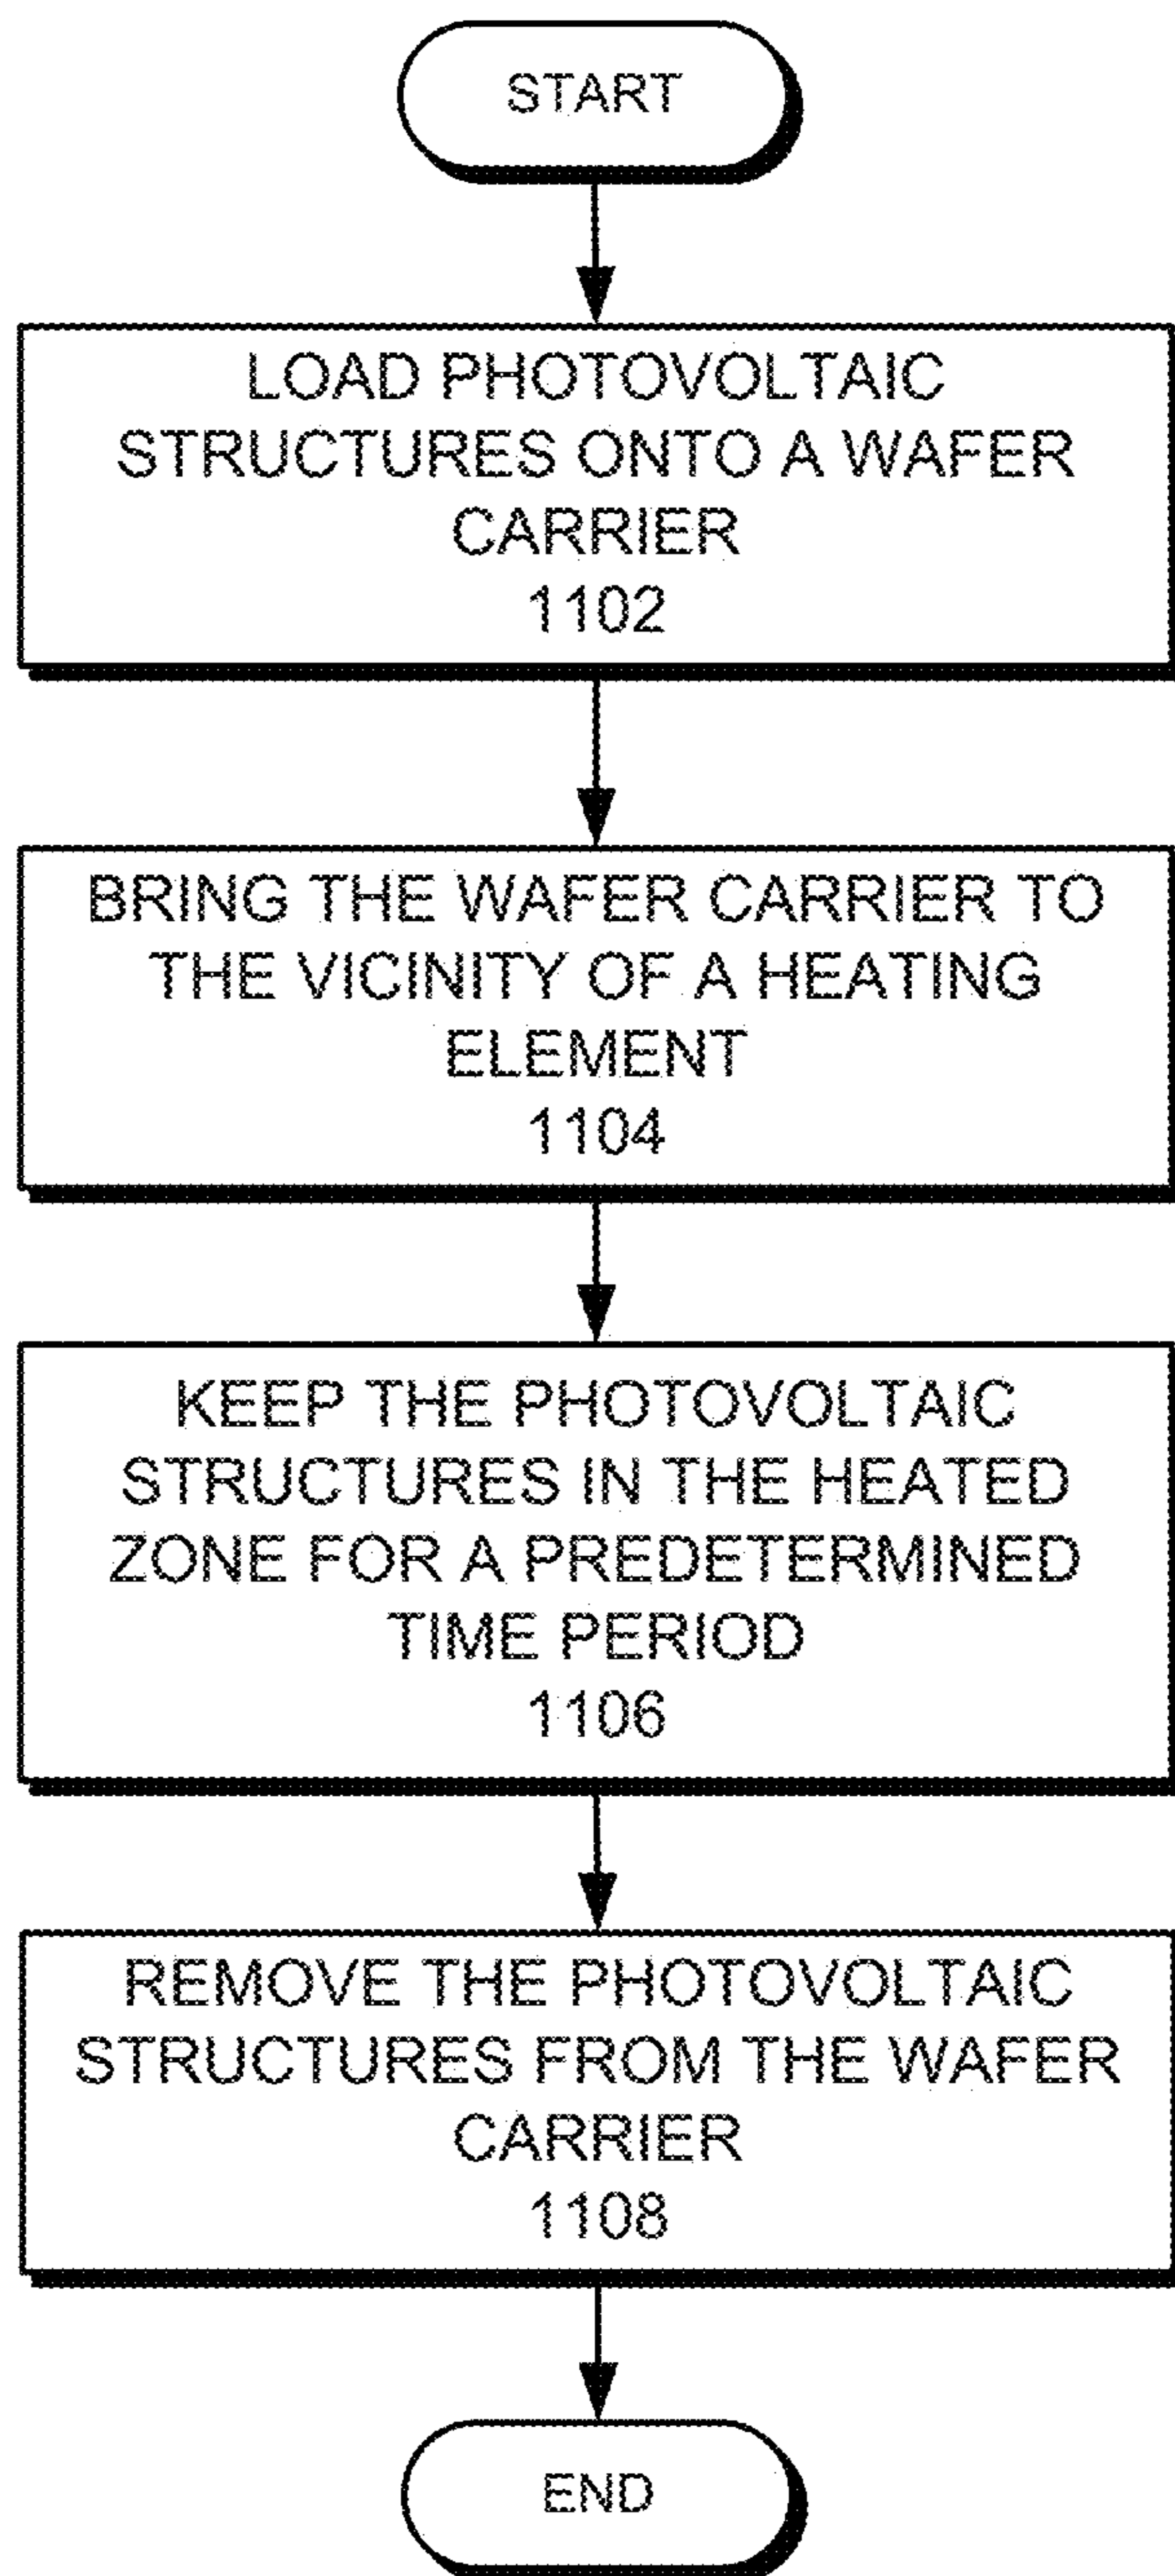 START
LOAD PHOTOVOLTAIC
STRUCTURES ONTO A WAFER
CARRIER
1102
BRING THE WAFER CARRIER TO
THE VICINITY OF A HEATING
ELEMENT
1104
KEEP THE PHOTOVOLTAIC
STRUCTURES IN THE HEATED
ZONE FOR A PREDETERMINED
TIME PERIOD
1106
REMOVE THE PHOTOVOLTAIC
STRUCTURES FROM THE WAFER
CARRIER
1108
END